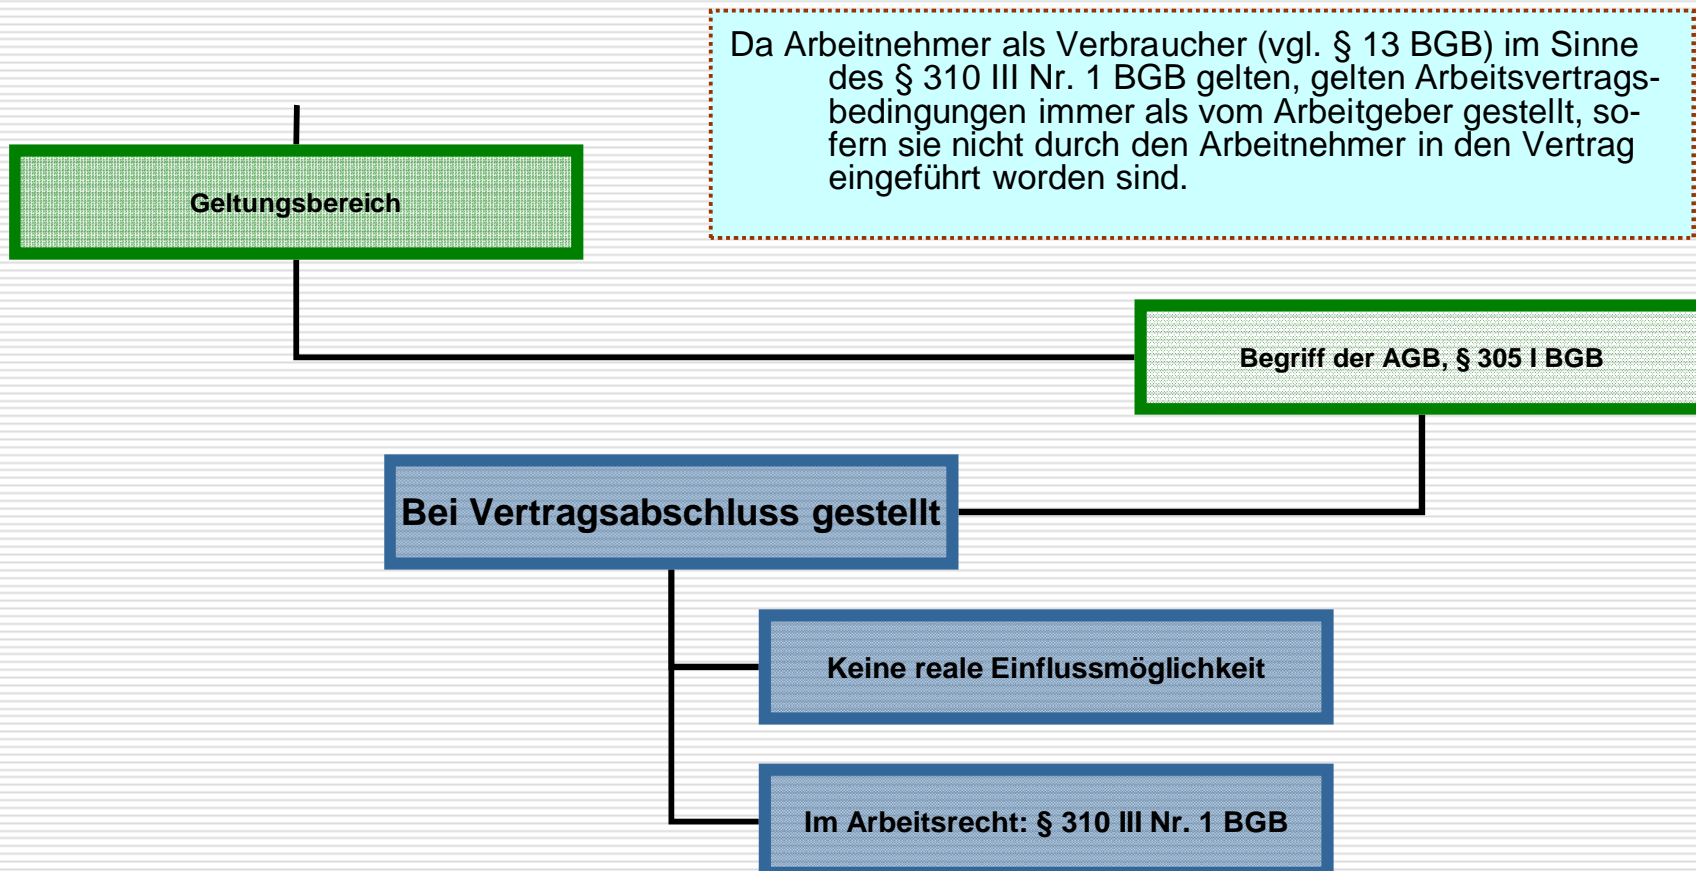 Da Arbeitnehmer als Verbraucher (vgl. § 13 BGB) im Sinne
des § 310 III Nr. 1 BGB gelten, gelten Arbeitsvertrags-
bedingungen immer als vom Arbeitgeber gestellt, so-
fern sie nicht durch den Arbeitnehmer in den Vertrag
eingeführt worden sind.
Geltungsbereich
Begriff der AGB, § 305 I BGB
Bei Vertragsabschluss gestellt
Keine reale Einflussmöglichkeit
Im Arbeitsrecht: § 310 III Nr. 1 BGB